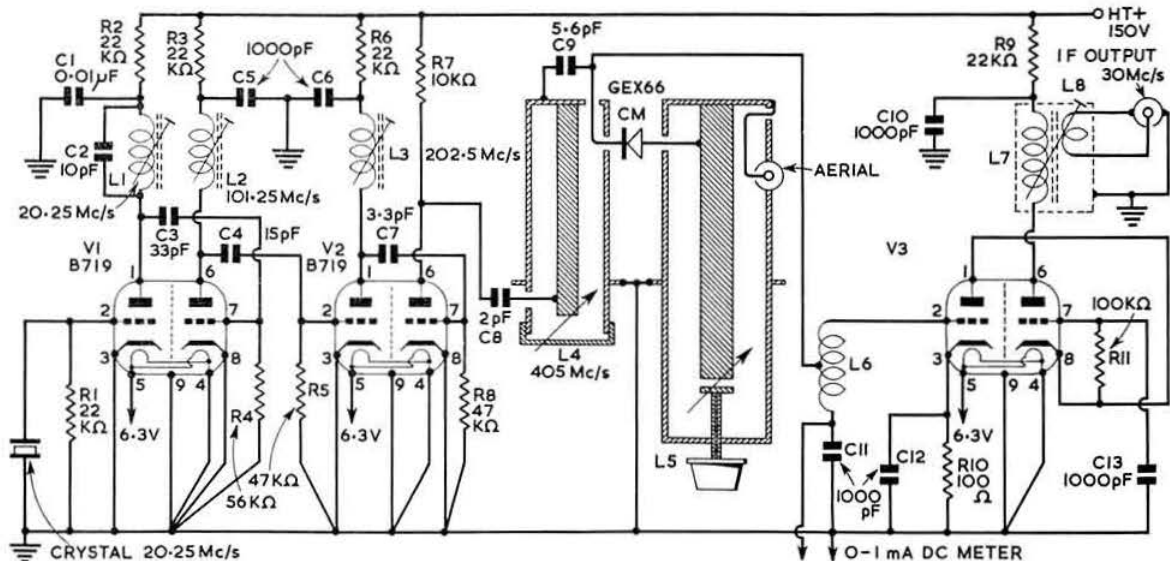 R2
22
KΩ
R3
22
KΩ
C1
0·01μF
1000pF
C5
C6
R6
22
KΩ
R7
10KΩ
5·6pF
C9
GEX66
CM
R9
22KΩ
HT+
150V
IF OUTPUT
30Mc/s
L8
C10
1000pF
L7
C2
10pF
L1
20·25Mc/s
L2
101·25Mc/s
L3
202·5Mc/s
AERIAL
C3
33pF
C4
15pF
3·3pF
C7
V1
B719
V2
B719
V3
1
6
2
7
3
8
5
9
4
1
6
2
7
3
8
5
9
4
1
6
2
7
3
8
5
9
4
2pF
C8
L4
405Mc/s
L5
L6
100KΩ
R11
R1
22
KΩ
6·3V
R4
R5
6·3V
R8
47
KΩ
47KΩ
56KΩ
C11
C12
1000
pF
6·3V
R10
100
Ω
C13
1000pF
CRYSTAL 20·25Mc/s
0-1mA DC METER